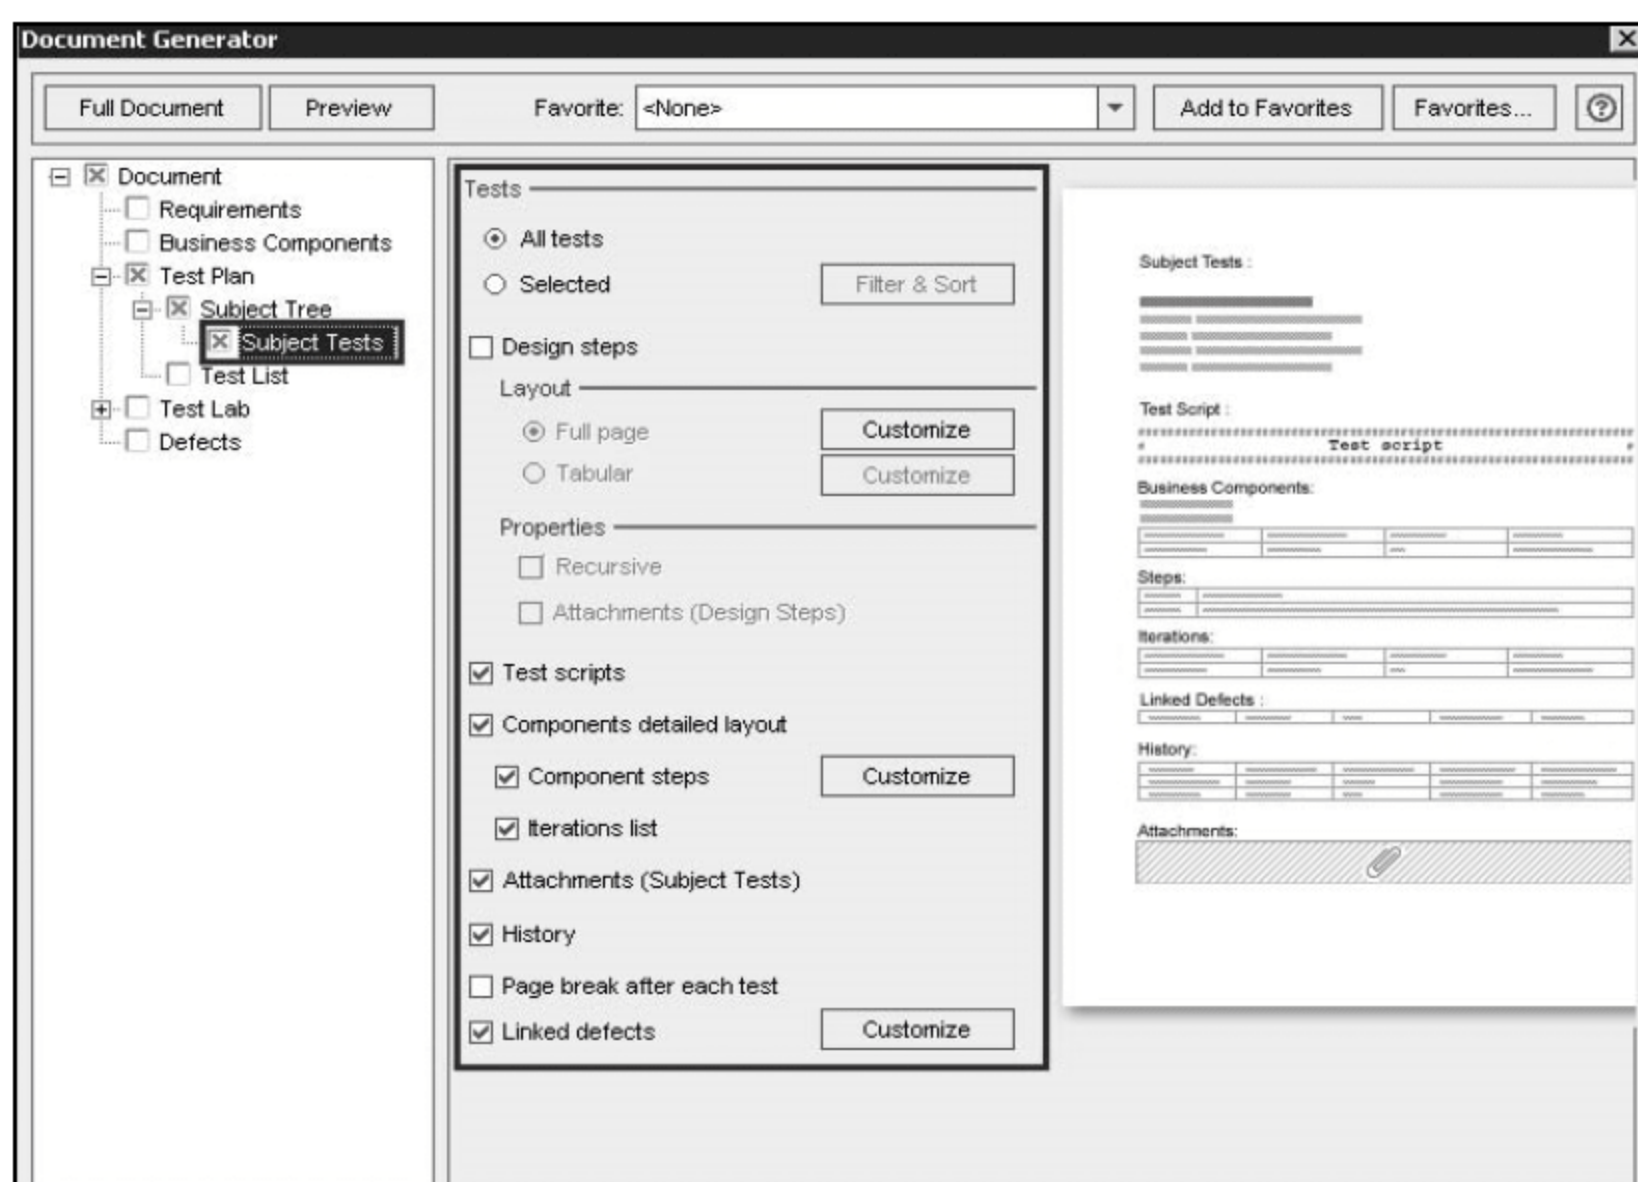 Document Generator
Full Document Preview Favorite: <None> Add to Favorites Favorites... ?
Document
Requirements
Business Components
Test Plan
Subject Tree
Subject Tests
Test List
Test Lab
Defects
Tests
All tests
Selected Filter & Sort
Design steps
Layout
Full page Customize
Tabular Customize
Properties
Recursive
Attachments (Design Steps)
Test scripts
Components detailed layout
Component steps Customize
Iterations list
Attachments (Subject Tests)
History
Page break after each test
Linked defects Customize
Subject Tests :
Test Script :
Test script
Business Components:
Steps:
Iterations:
Linked Defects :
History:
Attachments: